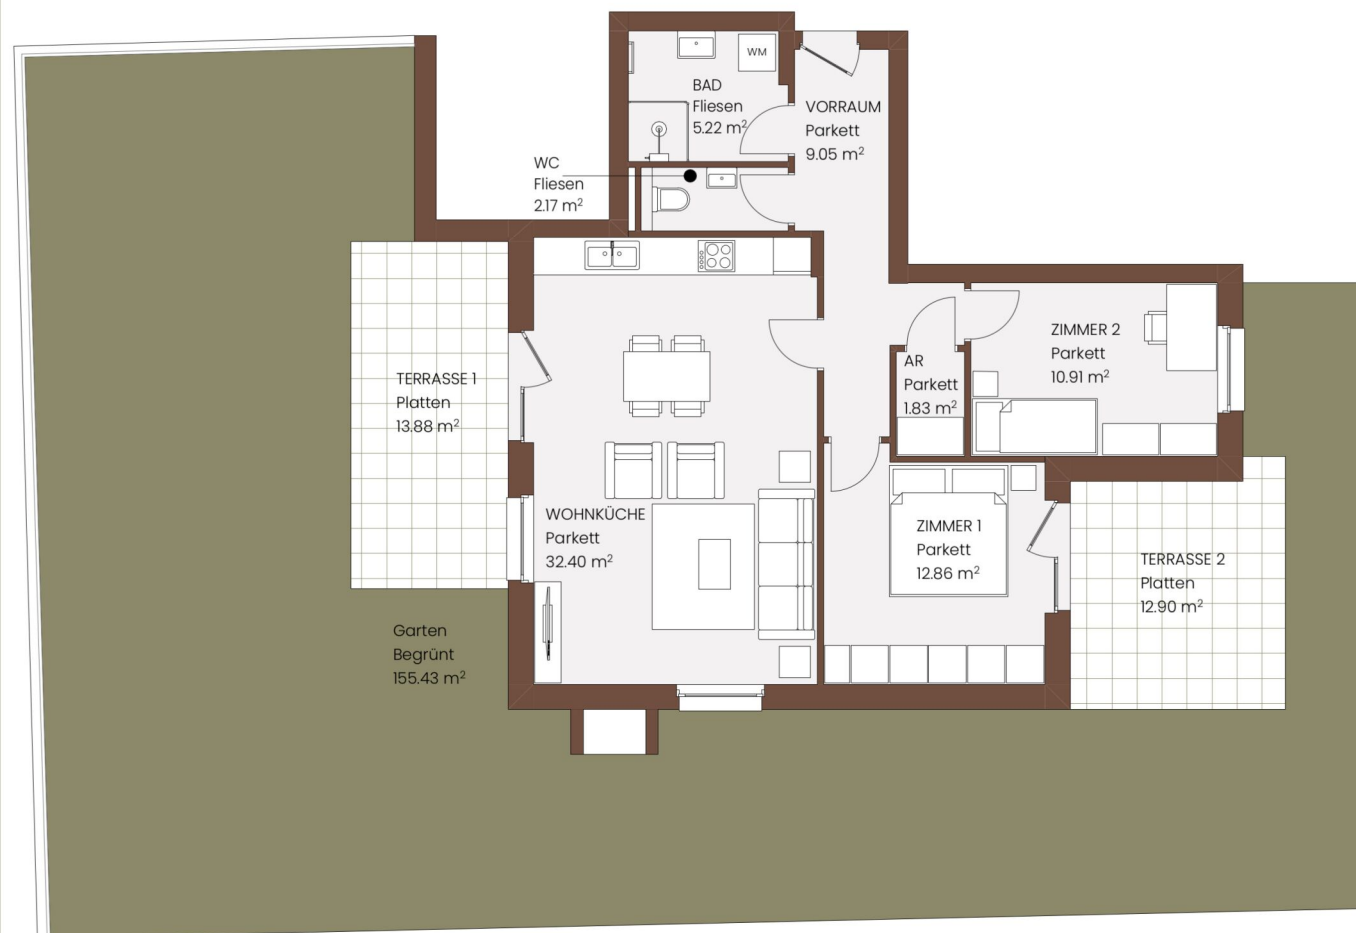 WM
BAD
Fliesen
5.22 m²
VORRAUM
Parkett
9.05 m²
WC
Fliesen
2.17 m²
ZIMMER 2
Parkett
10.91 m²
AR
Parkett
1.83 m²
TERRASSE 1
Platten
13.88 m²
WOHNKÜCHE
Parkett
32.40 m²
ZIMMER 1
Parkett
12.86 m²
TERRASSE 2
Platten
12.90 m²
Garten
Begrünt
155.43 m²